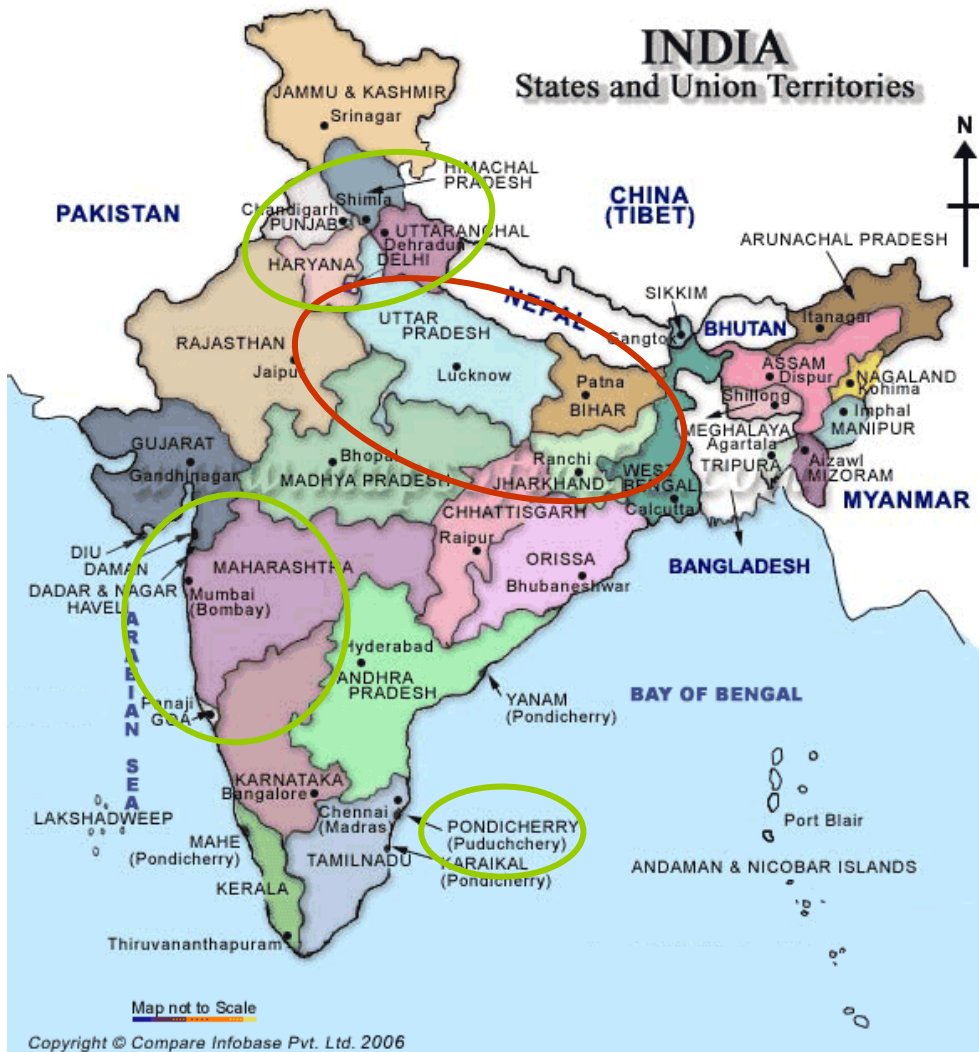 INDIA
States and Union Territories
N
JAMMU & KASHMIR
Srinagar
HIMACHAL
PRADESH
CHINA
(TIBET)
PAKISTAN
Shimla
Chandigarh
PUNJAB
UTTARANCHAL
Dehradun
DELHI
HARYANA
ARUNACHAL PRADESH
SIKKIM
NEPAL
BHUTAN
Itanagar
Gangtok
UTTAR
PRADESH
RAJASTHAN
Jaipur
Lucknow
ASSAM
Dispur
NAGALAND
Kohima
Patna
BIHAR
Shillong
Imphal
MANIPUR
MEGHALAYA
Agartala
TRIPURA
Aizawl
MIZORAM
GUJARAT
Gandhinagar
Bhopal
MADHYA PRADESH
Ranchi
JHARKHAND
WEST
BENGAL
Calcutta
MYANMAR
CHHATTISGARH
Raipur
ORISSA
Bhubaneshwar
BANGLADESH
DIU
DAMAN
DADAR & NAGAR
HAVELI
MAHARASHTRA
Mumbai
(Bombay)
ARABIAN SEA
Hyderabad
ANDHRA
PRADESH
YANAM
(Pondicherry)
BAY OF BENGAL
Panaji
GOA
KARNATAKA
Bangalore
LAKSHADWEEP
MAHE
(Pondicherry)
Chennai
(Madras)
PONDICHERRY
(Puduchchery)
KARAIKAL
(Pondicherry)
TAMILNADU
KERALA
Thiruvananthapuram
Port Blair
ANDAMAN & NICOBAR ISLANDS
Map not to Scale
Copyright © Compare Infobase Pvt. Ltd. 2006